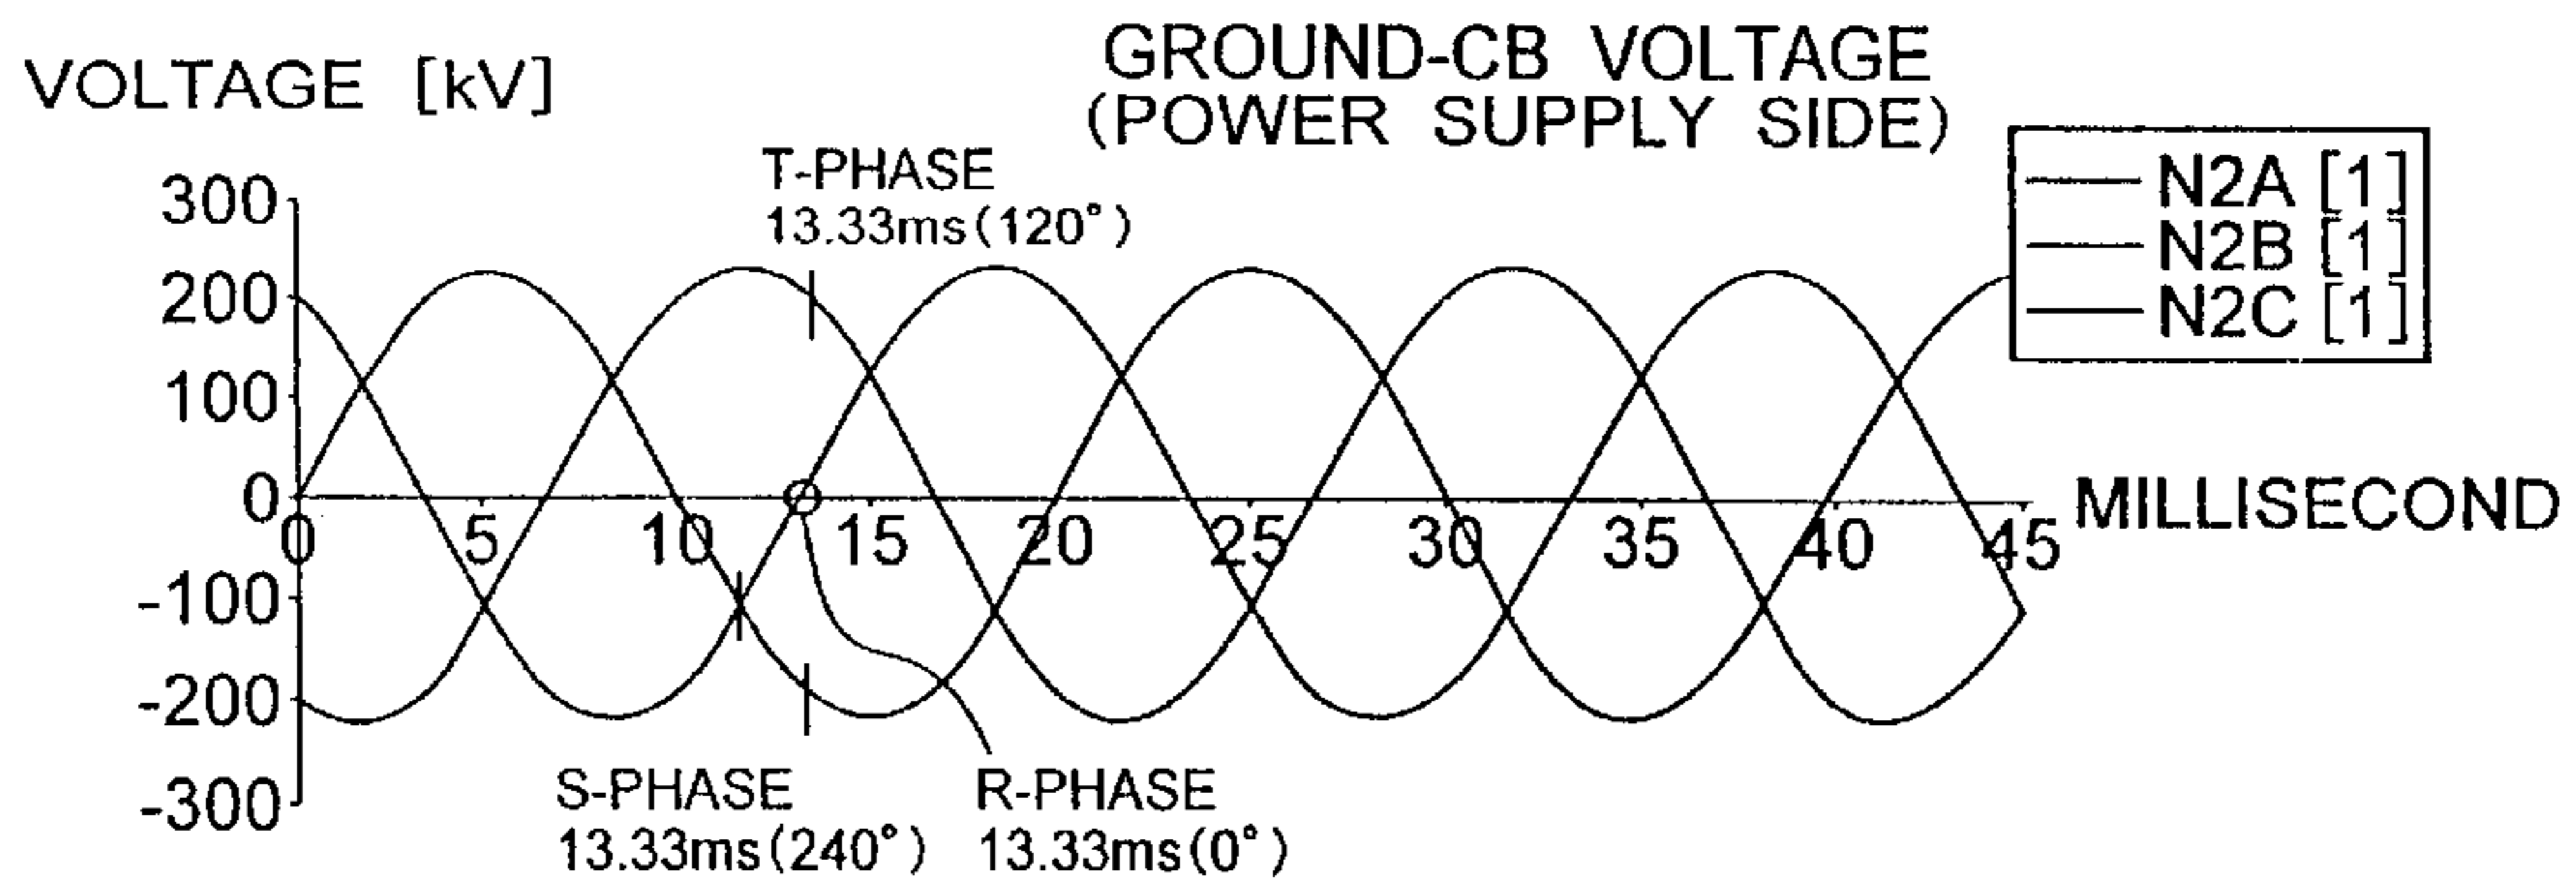 GROUND-CB VOLTAGE
(POWER SUPPLY SIDE)
VOLTAGE [kV]
N2A [1]
N2B [1]
N2C [1]
T-PHASE
13.33ms(120°)
300
200
100
0
-100
-200
-300
0 5 10 15 20 25 30 35 40 45
MILLISECOND
S-PHASE
13.33ms(240°)
R-PHASE
13.33ms(0°)